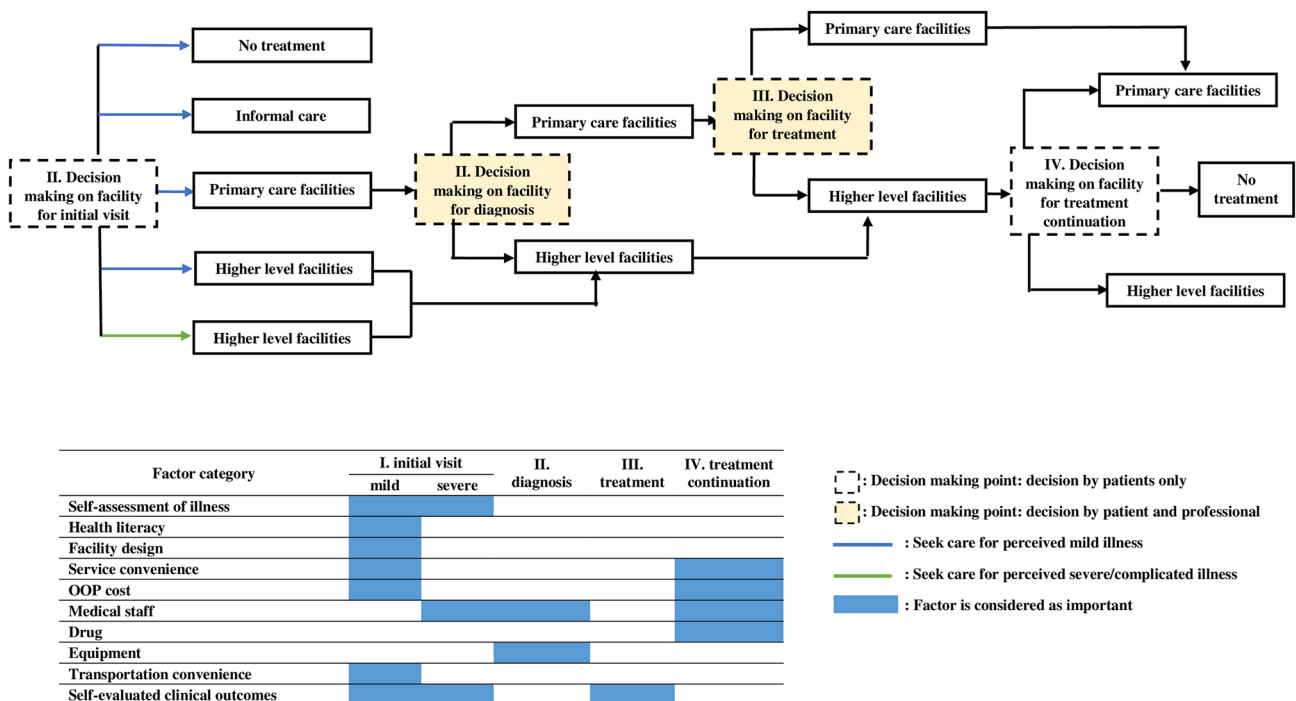 No treatment
Informal care
II. Decision
making on facility
for initial visit
Primary care facilities
Higher level facilities
Higher level facilities
II. Decision
making on facility
for diagnosis
Primary care facilities
Higher level facilities
III. Decision
making on facility
for treatment
Primary care facilities
Higher level facilities
IV. Decision
making on facility
for treatment
continuation
Primary care facilities
No
treatment
Higher level facilities
Factor category
I. initial visit
mild
severe
II.
diagnosis
III.
treatment
IV. treatment
continuation
Self-assessment of illness
Health literacy
Facility design
Service convenience
OOP cost
Medical staff
Drug
Equipment
Transportation convenience
Self-evaluated clinical outcomes
: Decision making point: decision by patients only
: Decision making point: decision by patient and professional
: Seek care for perceived mild illness
: Seek care for perceived severe/complicated illness
: Factor is considered as important